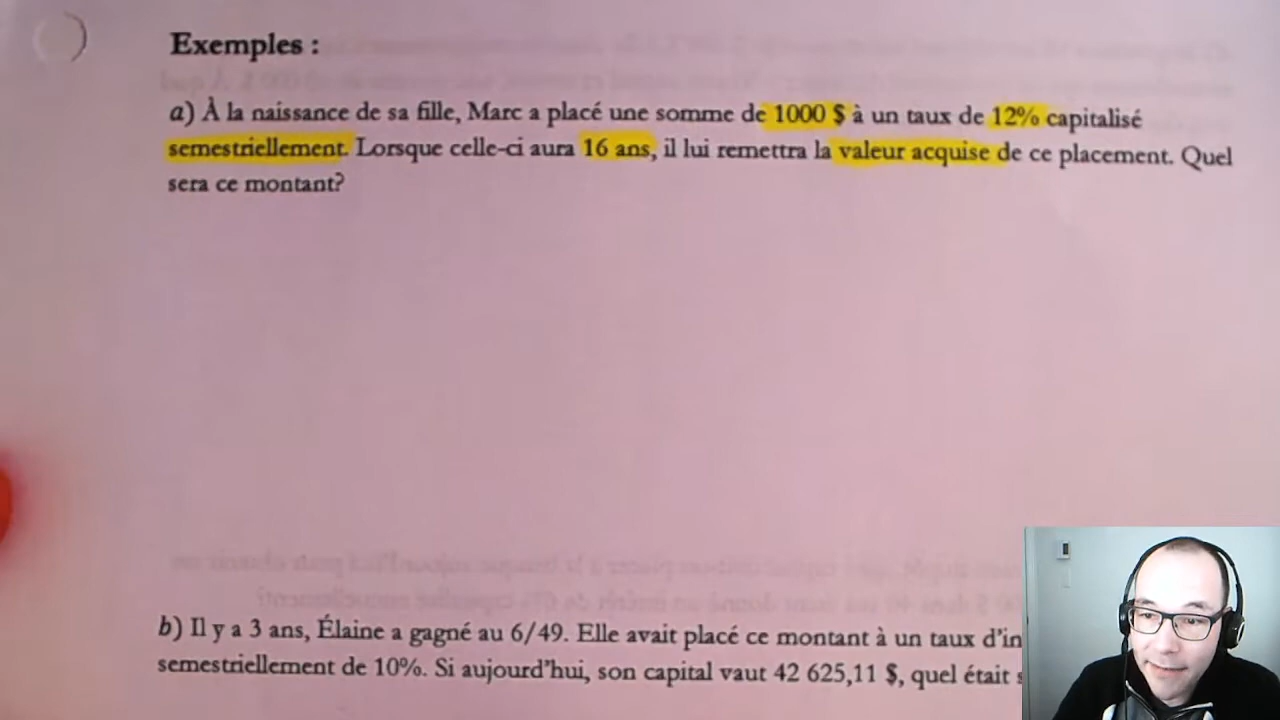 Exemples :
a) À la naissance de sa fille, Marc a placé une somme de 1000 $ à un taux de 12% capitalisé
semestriellement. Lorsque celle-ci aura 16 ans, il lui remettra la valeur acquise de ce placement. Quel
sera ce montant?
b) Il y a 3 ans, Élaine a gagné au 6/49. Elle avait placé ce montant à un taux d'in
semestriellement de 10%. Si aujourd'hui, son capital vaut 42 625,11 $, quel était s